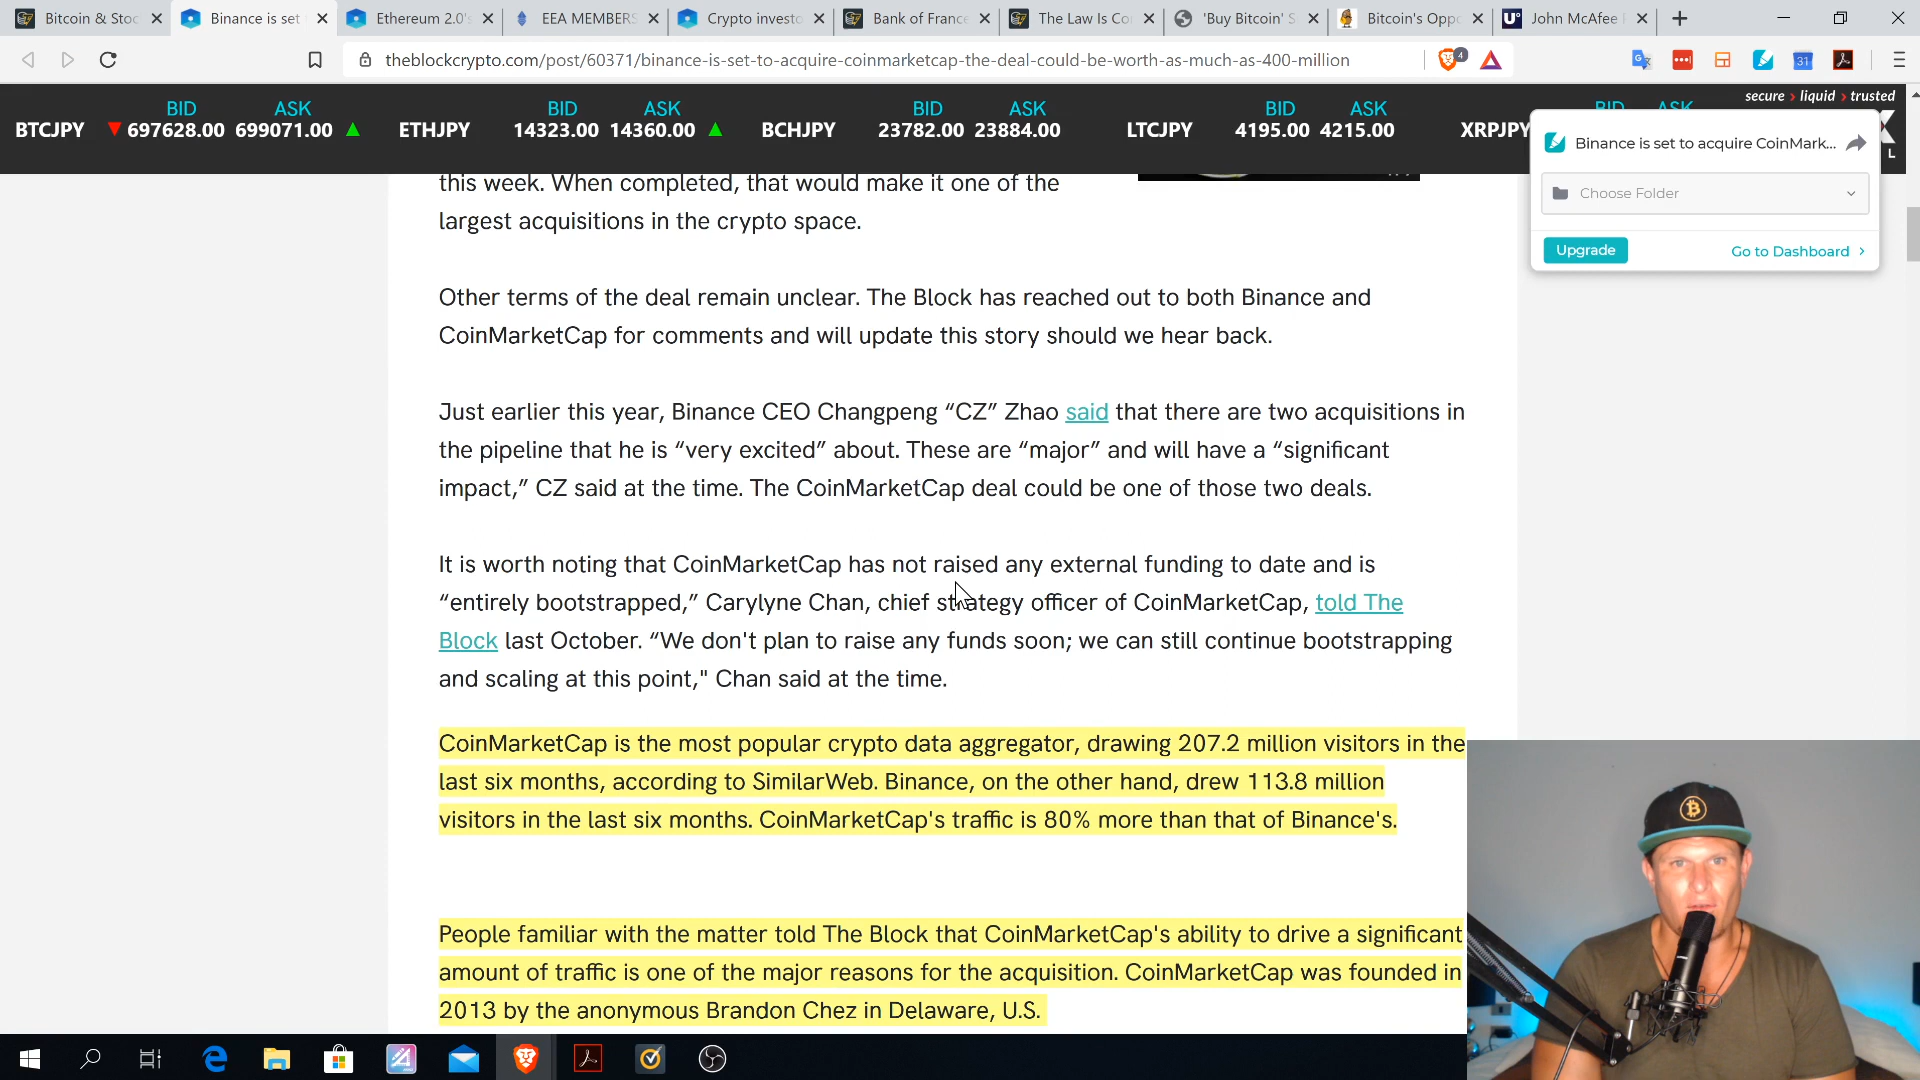 Bitcoin & Stoc
Binance is set
Ethereum 2.0's
EEA MEMBERS
Crypto investo
Bank of France
The Law Is Co
'Buy Bitcoin' S
Bitcoin's Oppo
John McAfee
theblockcrypto.com/post/60371/binance-is-set-to-acquire-coinmarketcap-the-deal-could-be-worth-as-much-as-400-million
4
31
secure › liquid › trusted
BID ASK BID ASK BID ASK BID ASK BID ASK
BTCJPY ▼ 697628.00 699071.00 ▲ ETHJPY 14323.00 14360.00 ▲ BCHJPY 23782.00 23884.00 LTCJPY 4195.00 4215.00 XRPJPY
Binance is set to acquire CoinMark...
Choose Folder
Upgrade
Go to Dashboard ›
this week. When completed, that would make it one of the
largest acquisitions in the crypto space.
Other terms of the deal remain unclear. The Block has reached out to both Binance and
CoinMarketCap for comments and will update this story should we hear back.
Just earlier this year, Binance CEO Changpeng “CZ” Zhao said that there are two acquisitions in
the pipeline that he is “very excited” about. These are “major” and will have a “significant
impact,” CZ said at the time. The CoinMarketCap deal could be one of those two deals.
It is worth noting that CoinMarketCap has not raised any external funding to date and is
“entirely bootstrapped,” Carylyne Chan, chief strategy officer of CoinMarketCap, told The
Block last October. “We don't plan to raise any funds soon; we can still continue bootstrapping
and scaling at this point," Chan said at the time.
CoinMarketCap is the most popular crypto data aggregator, drawing 207.2 million visitors in the
last six months, according to SimilarWeb. Binance, on the other hand, drew 113.8 million
visitors in the last six months. CoinMarketCap's traffic is 80% more than that of Binance's.
People familiar with the matter told The Block that CoinMarketCap's ability to drive a significant
amount of traffic is one of the major reasons for the acquisition. CoinMarketCap was founded in
2013 by the anonymous Brandon Chez in Delaware, U.S.